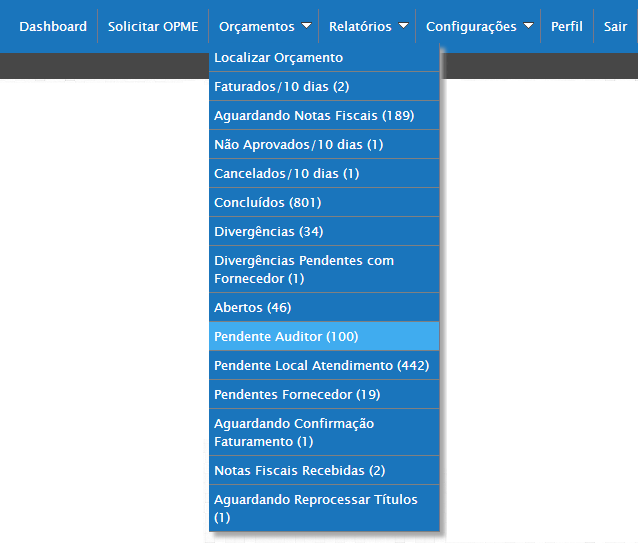 Dashboard Solicitar OPME Orçamentos Relatórios Configurações Perfil Sair
Localizar Orçamento
Faturados/10 dias (2)
Aguardando Notas Fiscais (189)
Não Aprovados/10 dias (1)
Cancelados/10 dias (1)
Concluídos (801)
Divergências (34)
Divergências Pendentes com
Fornecedor (1)
Abertos (46)
Pendente Auditor (100)
Pendente Local Atendimento (442)
Pendentes Fornecedor (19)
Aguardando Confirmação
Faturamento (1)
Notas Fiscais Recebidas (2)
Aguardando Reprocessar Títulos
(1)